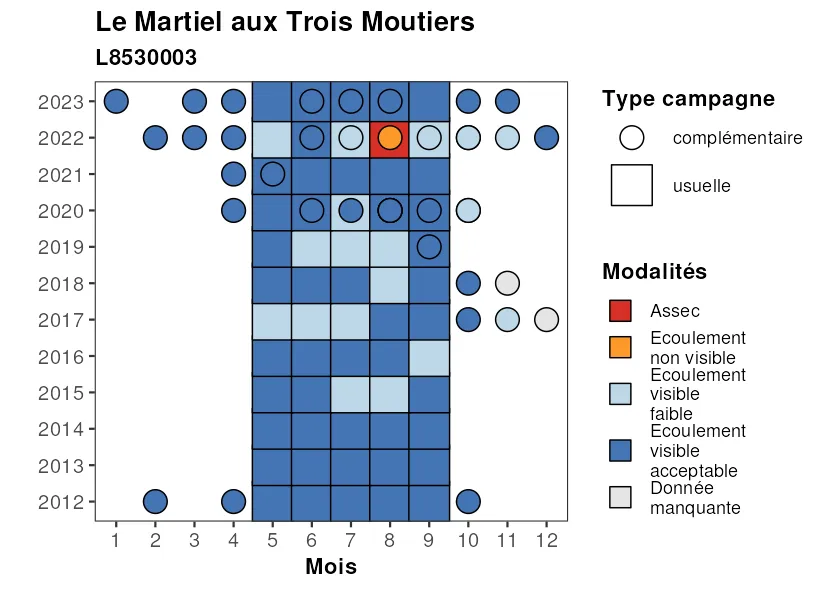 Le Martiel aux Trois Moutiers
L8530003
2023
2022
2021
2020
2019
2018
2017
2016
2015
2014
2013
2012
1 2 3 4 5 6 7 8 9 10 11 12
Mois
Type campagne
complémentaire
usuelle
Modalités
Assec
Ecoulement
non visible
Ecoulement
visible
faible
Ecoulement
visible
acceptable
Donnée
manquante